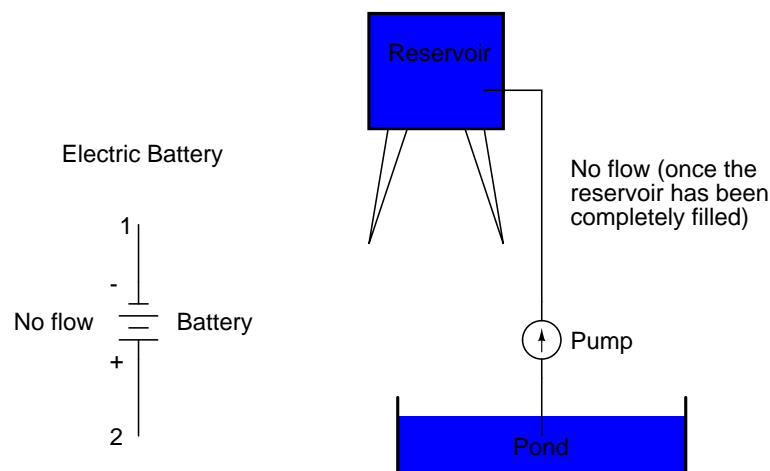 Reservoir
Electric Battery
No flow (once the
reservoir has been
completely filled)
1
-
No flow
Battery
+
Pump
2
Pond